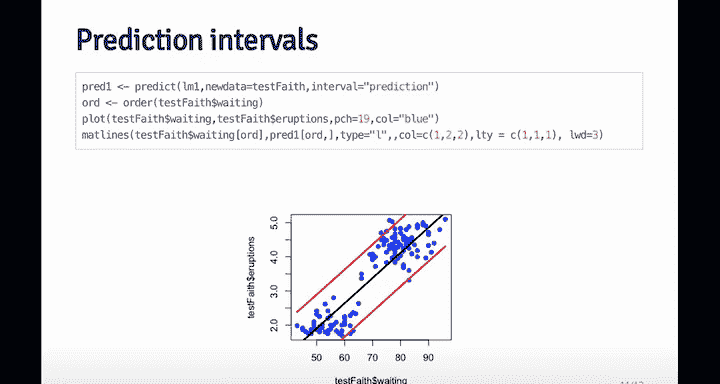 Prediction intervals
pred1 <- predict(lm1,newdata=testFaith,interval="prediction")
ord <- order(testFaith$waiting)
plot(testFaith$waiting,testFaith$eruptions,pch=19,col="blue")
matlines(testFaith$waiting[ord],pred1[ord,],type="l",,col=c(1,2,2),lty = c(1,1,1), lwd=3)
testFaith$eruptions
5.0
4.0
3.0
2.0
50 60 70 80 90
testFaith$waiting